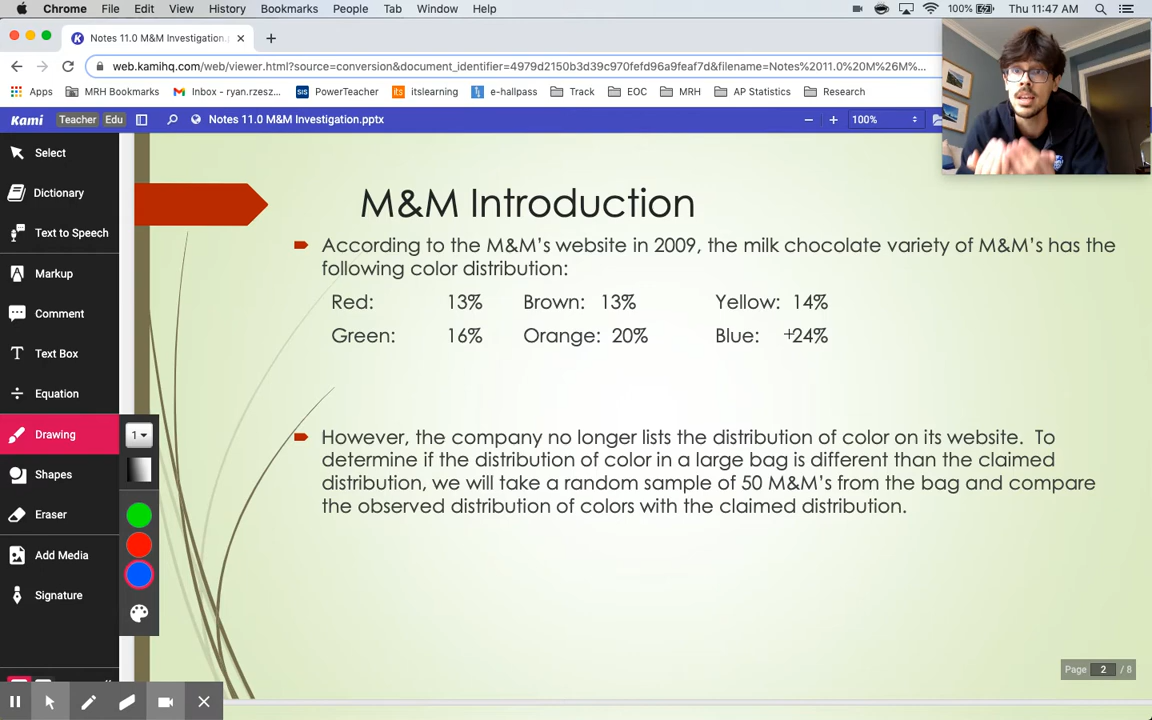 Chrome File Edit View History Bookmarks People Tab Window Help 100% Thu 11:47 AM
Notes 11.0 M&M Investigation.
web.kamihq.com/web/viewer.html?source=conversion&document_identifier=4979d2150b3d39c970fefd96a9feaf7d&filename=Notes%2011.0%20M%26M%...
Apps MRH Bookmarks Inbox - ryan.rzesz... SIS PowerTeacher its itslearning e-hallpass Track EOC MRH AP Statistics Research
Kami Teacher Edu Notes 11.0 M&M Investigation.pptx 100%
Select
Dictionary
Text to Speech
Markup
Comment
Text Box
Equation
Drawing
1
Shapes
Eraser
Add Media
Signature
M&M Introduction
According to the M&M's website in 2009, the milk chocolate variety of M&M's has the
following color distribution:
Red: 13% Brown: 13% Yellow: 14%
Green: 16% Orange: 20% Blue: 24%
However, the company no longer lists the distribution of color on its website. To
determine if the distribution of color in a large bag is different than the claimed
distribution, we will take a random sample of 50 M&M's from the bag and compare
the observed distribution of colors with the claimed distribution.
Page 2 / 8